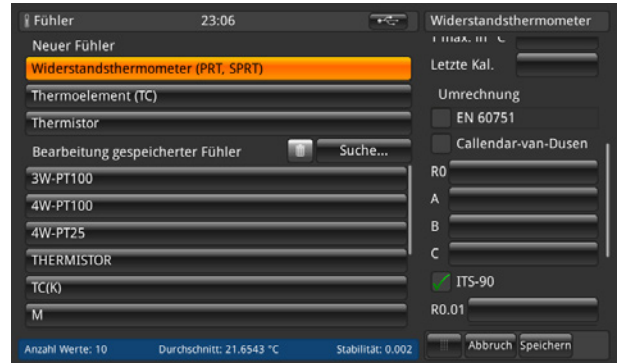 Fühler
23:06
Neuer Fühler
Widerstandsthermometer (PRT, SPRT)
Thermoelement (TC)
Thermistor
Bearbeitung gespeicherter Fühler
Suche...
3W-PT100
4W-PT100
4W-PT25
THERMISTOR
TC(K)
M
Anzahl Werte: 10
Durchschnitt: 21.6543 °C
Stabilität: 0.002
Widerstandsthermometer
T max. in °C
Letzte Kal.
Umrechnung
EN 60751
Callendar-van-Dusen
R0
A
B
C
ITS-90
R0.01
Abbruch
Speichern